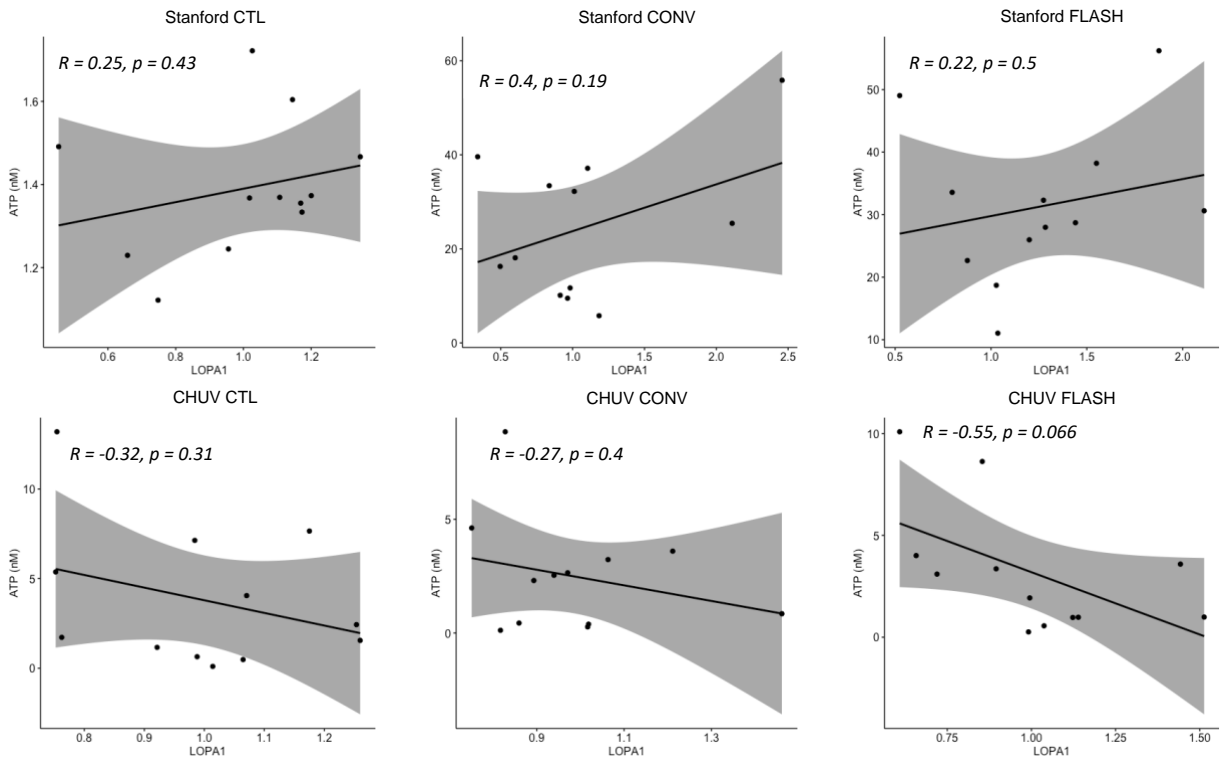 Stanford CTL
Stanford CONV
Stanford FLASH
R = 0.25, p = 0.43
R = 0.4, p = 0.19
R = 0.22, p = 0.5
ATP (nM)
1.6
1.4
1.2
0.6
0.8
1.0
1.2
LOPA1
ATP (nM)
60
40
20
0
0.5
1.0
1.5
2.0
2.5
LOPA1
ATP (nM)
50
40
30
20
10
0.5
1.0
1.5
2.0
LOPA1
CHUV CTL
CHUV CONV
CHUV FLASH
R = -0.32, p = 0.31
R = -0.27, p = 0.4
R = -0.55, p = 0.066
ATP (nM)
10
5
0
0.8
0.9
1.0
1.1
1.2
LOPA1
ATP (nM)
5
0
0.9
1.1
1.3
LOPA1
ATP (nM)
10
5
0
0.75
1.00
1.25
1.50
LOPA1